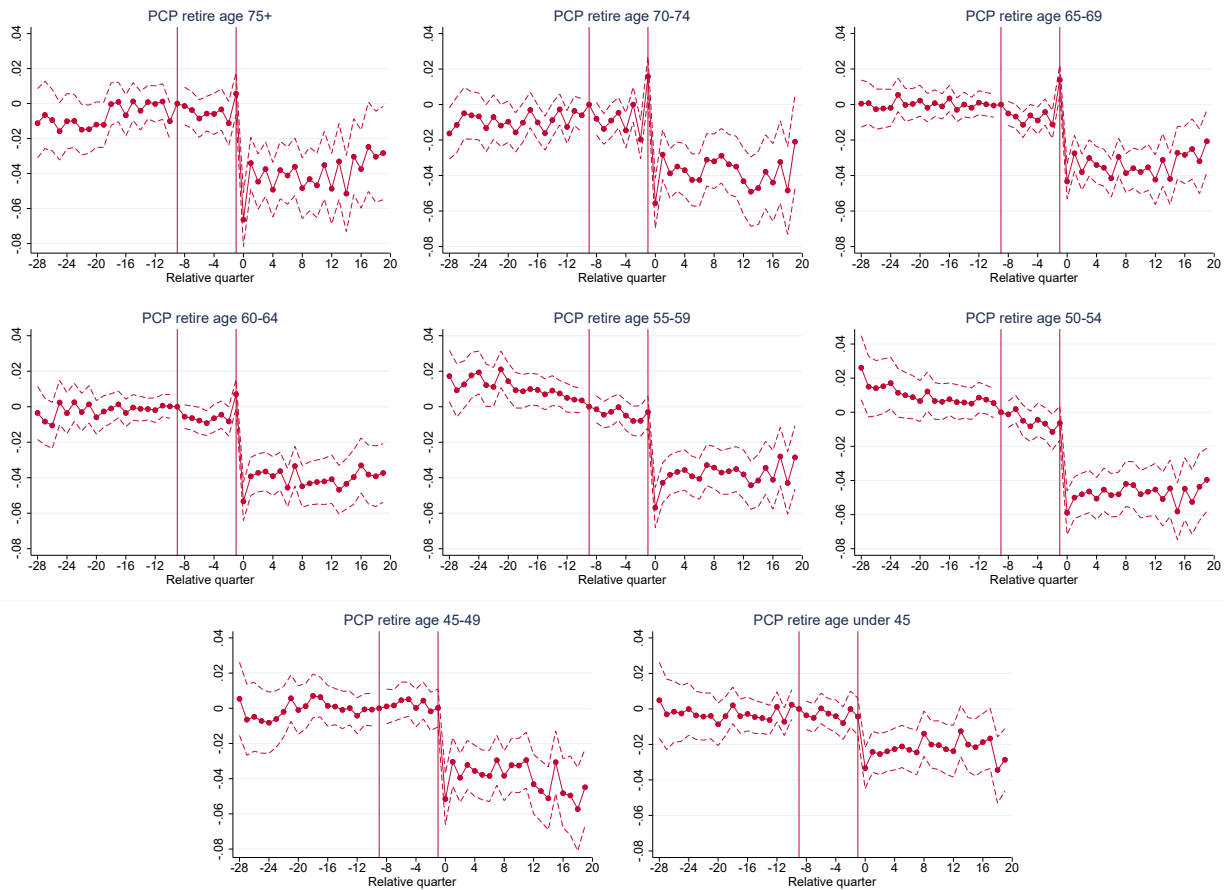 PCP retire age 75+
.04
.02
0
-.02
-.04
-.06
-.08
-28 -24 -20 -16 -12 -8 -4 0 4 8 12 16 20
Relative quarter
PCP retire age 70-74
.04
.02
0
-.02
-.04
-.06
-.08
-28 -24 -20 -16 -12 -8 -4 0 4 8 12 16 20
Relative quarter
PCP retire age 65-69
.04
.02
0
-.02
-.04
-.06
-.08
-28 -24 -20 -16 -12 -8 -4 0 4 8 12 16 20
Relative quarter
PCP retire age 60-64
.04
.02
0
-.02
-.04
-.06
-.08
-28 -24 -20 -16 -12 -8 -4 0 4 8 12 16 20
Relative quarter
PCP retire age 55-59
.04
.02
0
-.02
-.04
-.06
-.08
-28 -24 -20 -16 -12 -8 -4 0 4 8 12 16 20
Relative quarter
PCP retire age 50-54
.04
.02
0
-.02
-.04
-.06
-.08
-28 -24 -20 -16 -12 -8 -4 0 4 8 12 16 20
Relative quarter
PCP retire age 45-49
.04
.02
0
-.02
-.04
-.06
-.08
-28 -24 -20 -16 -12 -8 -4 0 4 8 12 16 20
Relative quarter
PCP retire age under 45
.04
.02
0
-.02
-.04
-.06
-.08
-28 -24 -20 -16 -12 -8 -4 0 4 8 12 16 20
Relative quarter